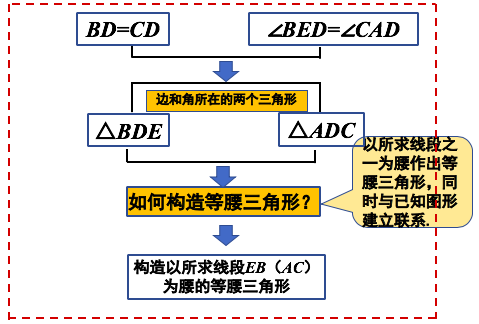 BD=CD
∠BED=∠CAD
边和角所在的两个三角形
△BDE
△ADC
以所求线段之
一为腰作出等
腰三角形，同
时与已知图形
建立联系.
如何构造等腰三角形？
构造以所求线段EB（AC）
为腰的等腰三角形